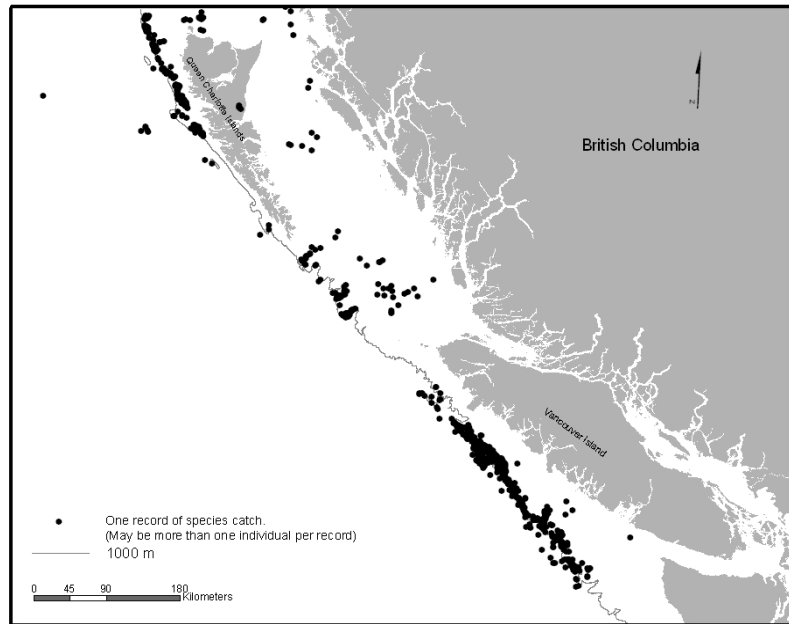 Queen Charlotte Islands
N
British Columbia
Vancouver Island
One record of species catch.
(May be more than one individual per record)
1000 m
0 45 90 180
Kilometers